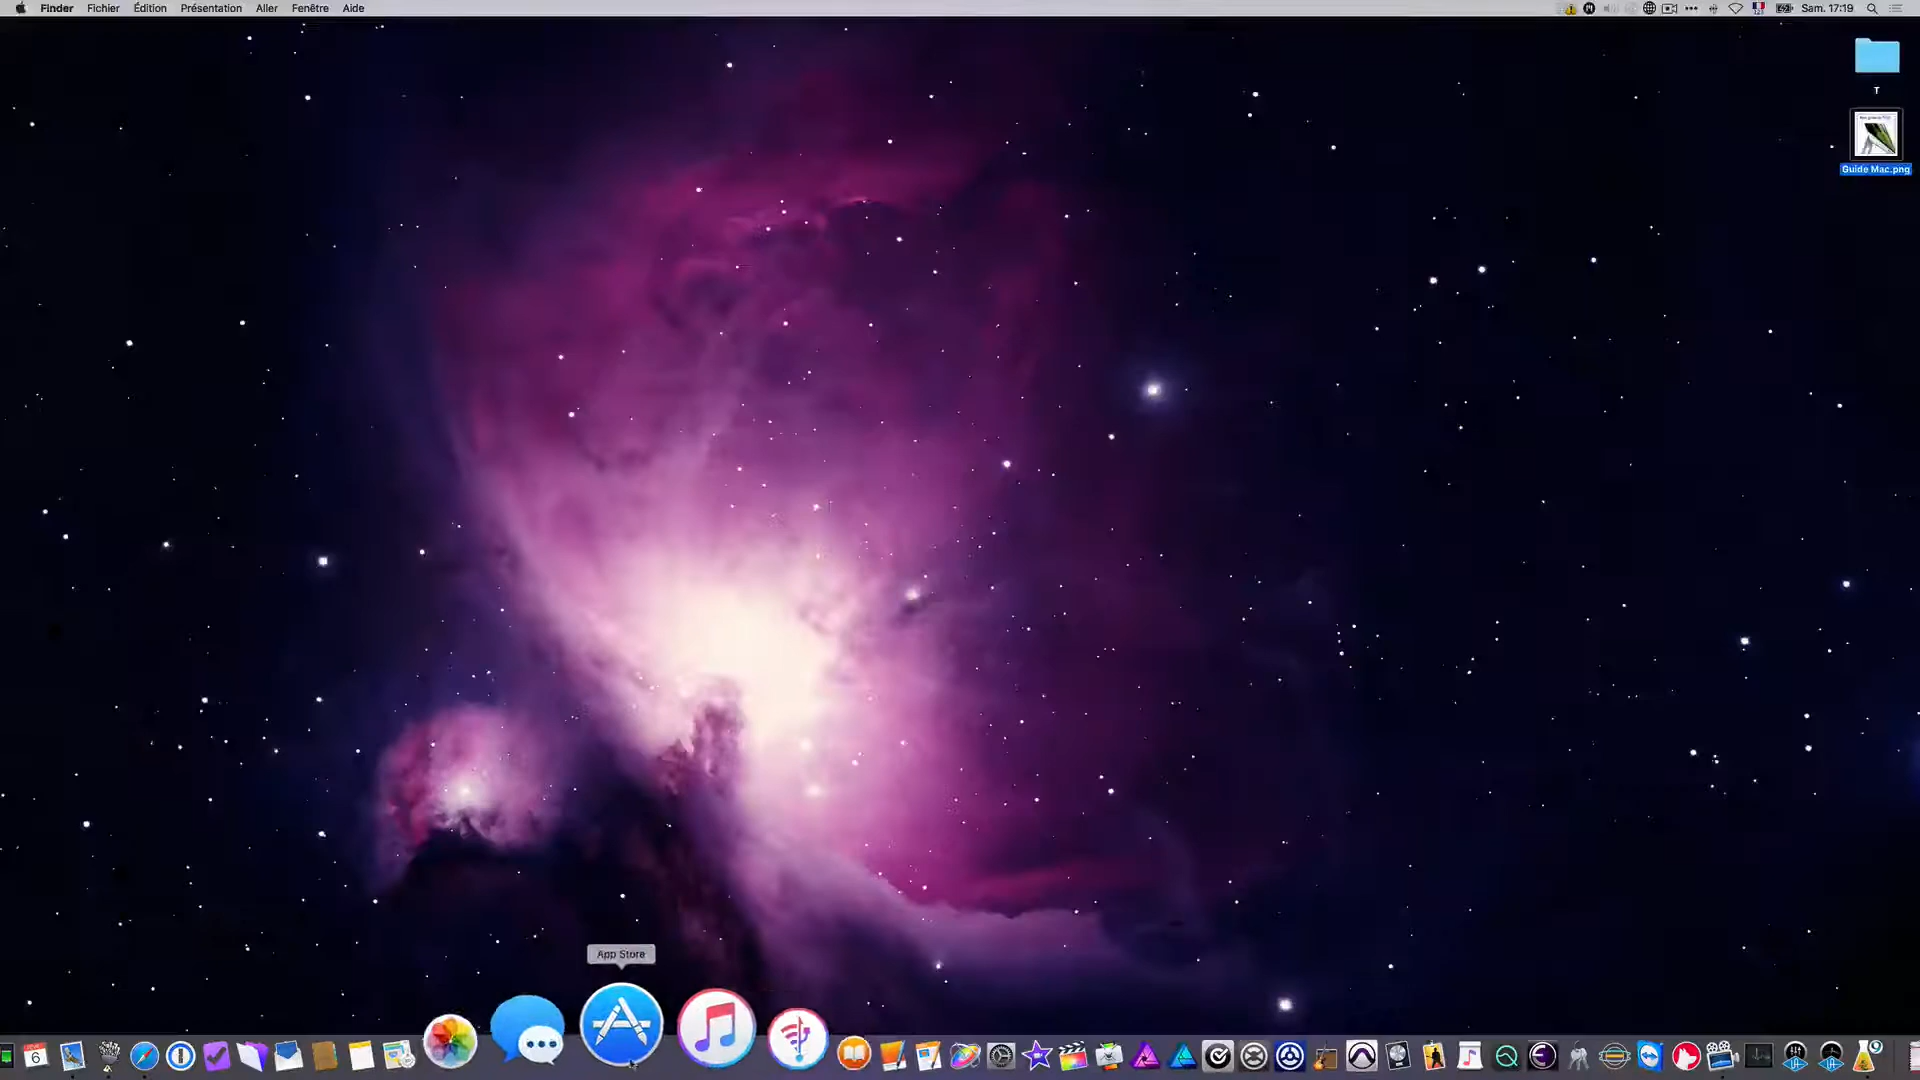 Finder Fichier Édition Présentation Aller Fenêtre Aide Sam. 17:19
T
Guide Mac.png
App Store
6